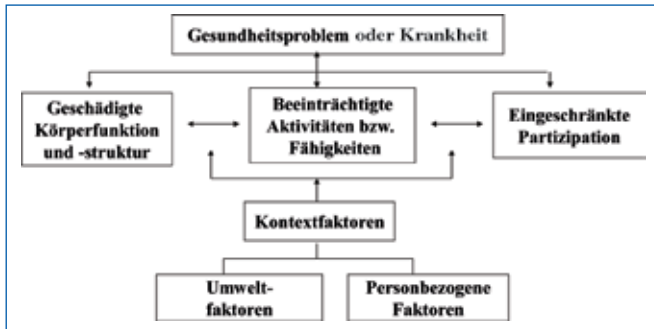 Gesundheitsproblem oder Krankheit
Geschädigte
Körperfunktion
und -struktur
Beeinträchtigte
Aktivitäten bzw.
Fähigkeiten
Eingeschränkte
Partizipation
Kontextfaktoren
Umwelt-
faktoren
Personbezogene
Faktoren